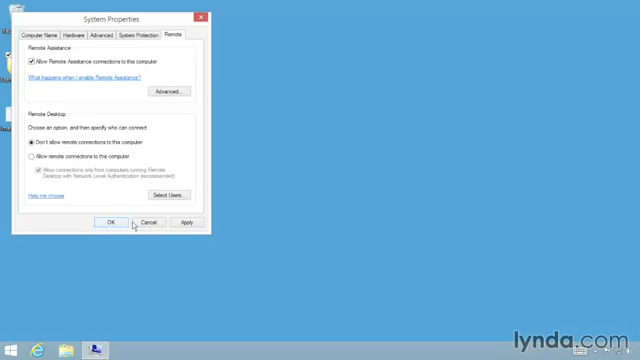 System Properties
Computer Name
Hardware
Advanced
System Protection
Remote
Remote Assistance
Allow Remote Assistance connections to this computer
What happens when I enable Remote Assistance?
Advanced...
Remote Desktop
Choose an option, and then specify who can connect.
Don't allow remote connections to this computer
Allow remote connections to this computer
Allow connections only from computers running Remote
Desktop with Network Level Authentication (recommended)
Help me choose
Select Users...
OK
Cancel
Apply
lynda.com